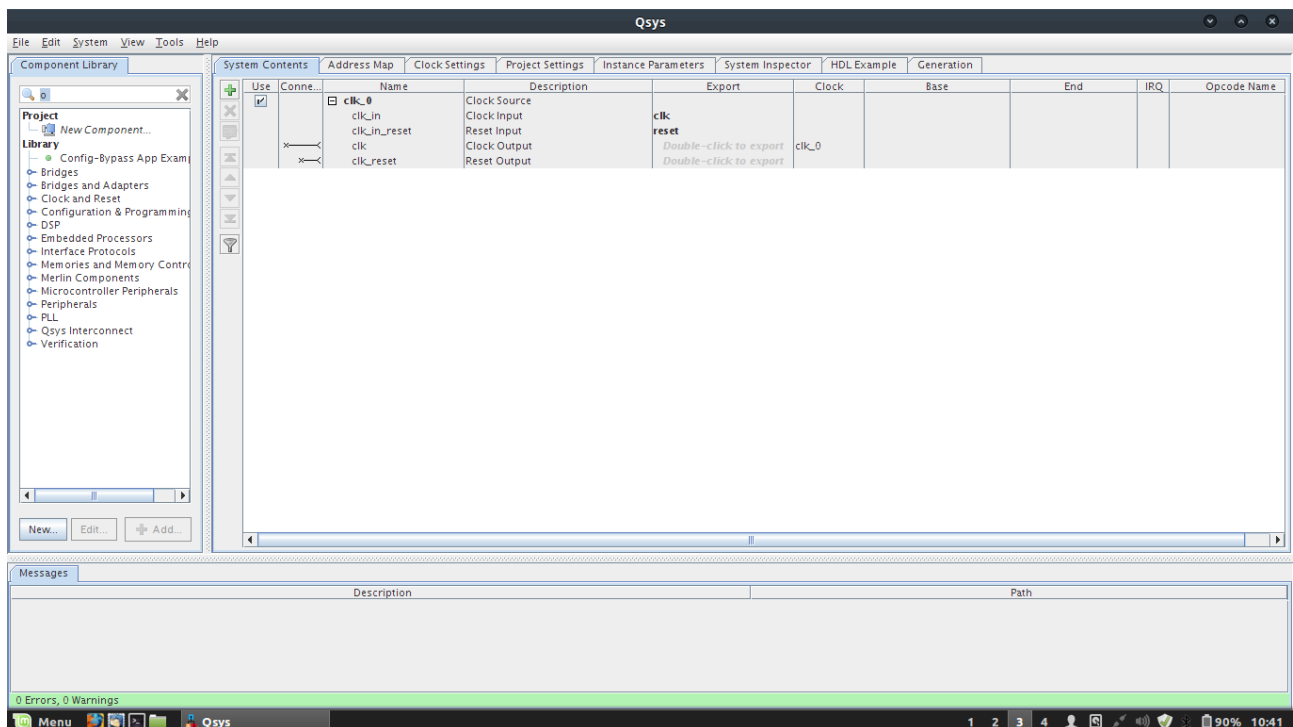 Qsys
File Edit System View Tools Help
Component Library
System Contents Address Map Clock Settings Project Settings Instance Parameters System Inspector HDL Example Generation
o
Project
New Component...
Library
Config-Bypass App Examp
Bridges
Bridges and Adapters
Clock and Reset
Configuration & Programming
DSP
Embedded Processors
Interface Protocols
Memories and Memory Contro
Merlin Components
Microcontroller Peripherals
Peripherals
PLL
Qsys Interconnect
Verification
New... Edit... Add...
Use Conne... Name Description Export Clock Base End IRQ Opcode Name
clk_0 Clock Source
clk_in Clock Input clk
clk_in_reset Reset Input reset
clk Clock Output Double-click to export clk_0
clk_reset Reset Output Double-click to export
Messages
Description Path
0 Errors, 0 Warnings
Menu Qsys 1 2 3 4 90% 10:41